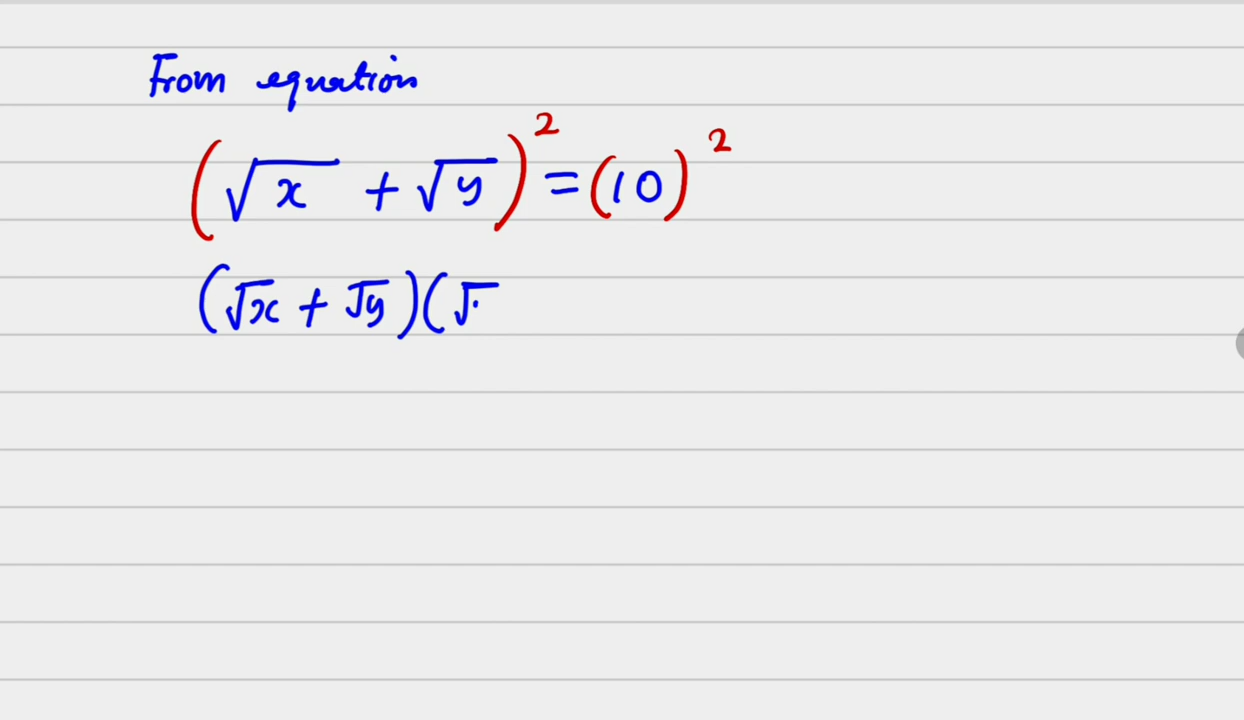 From equation
(√x + √y)² = (10)²
(√x + √y)(√